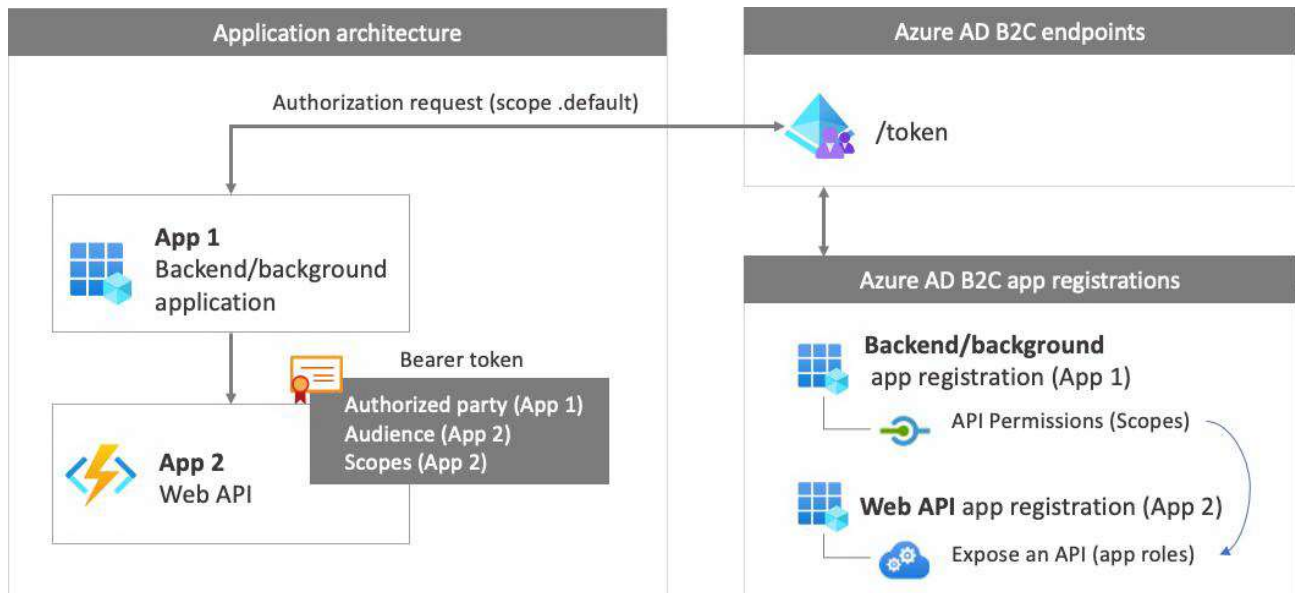 Application architecture
Authorization request (scope .default)
App 1
Backend/background
application
Bearer token
Authorized party (App 1)
Audience (App 2)
Scopes (App 2)
App 2
Web API
Azure AD B2C endpoints
/token
Azure AD B2C app registrations
Backend/background
app registration (App 1)
API Permissions (Scopes)
Web API app registration (App 2)
Expose an API (app roles)